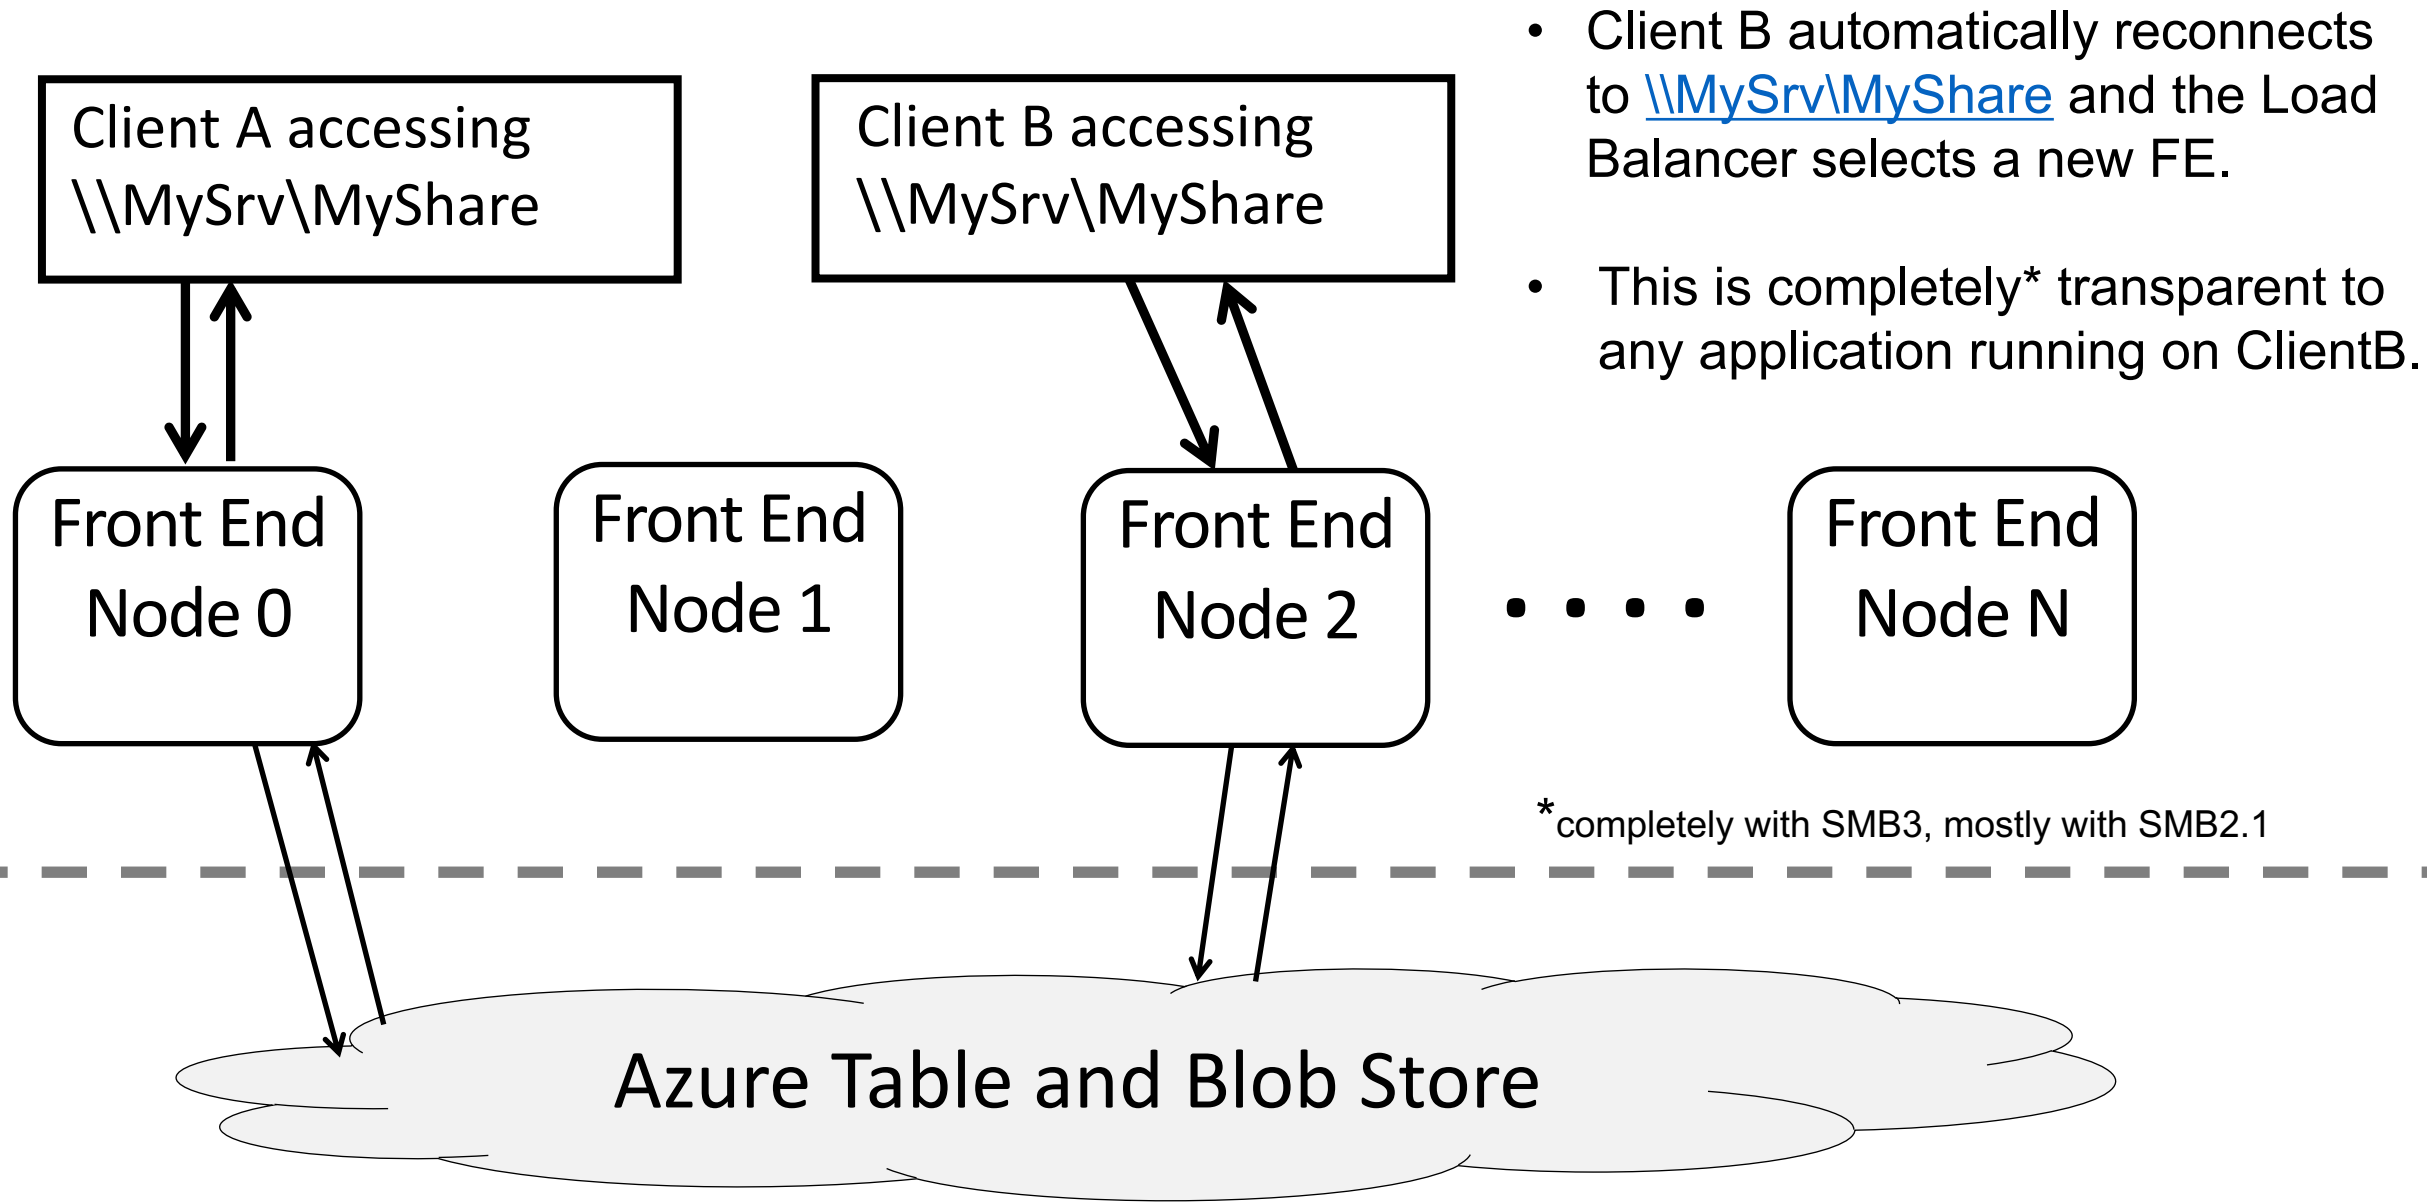 • Client B automatically reconnects
to \\MySrv\MyShare and the Load
Balancer selects a new FE.
• This is completely* transparent to
any application running on ClientB.
Client A accessing
\\MySrv\MyShare
Client B accessing
\\MySrv\MyShare
Front End
Node 0
Front End
Node 1
Front End
Node 2
Front End
Node N
*completely with SMB3, mostly with SMB2.1
Azure Table and Blob Store